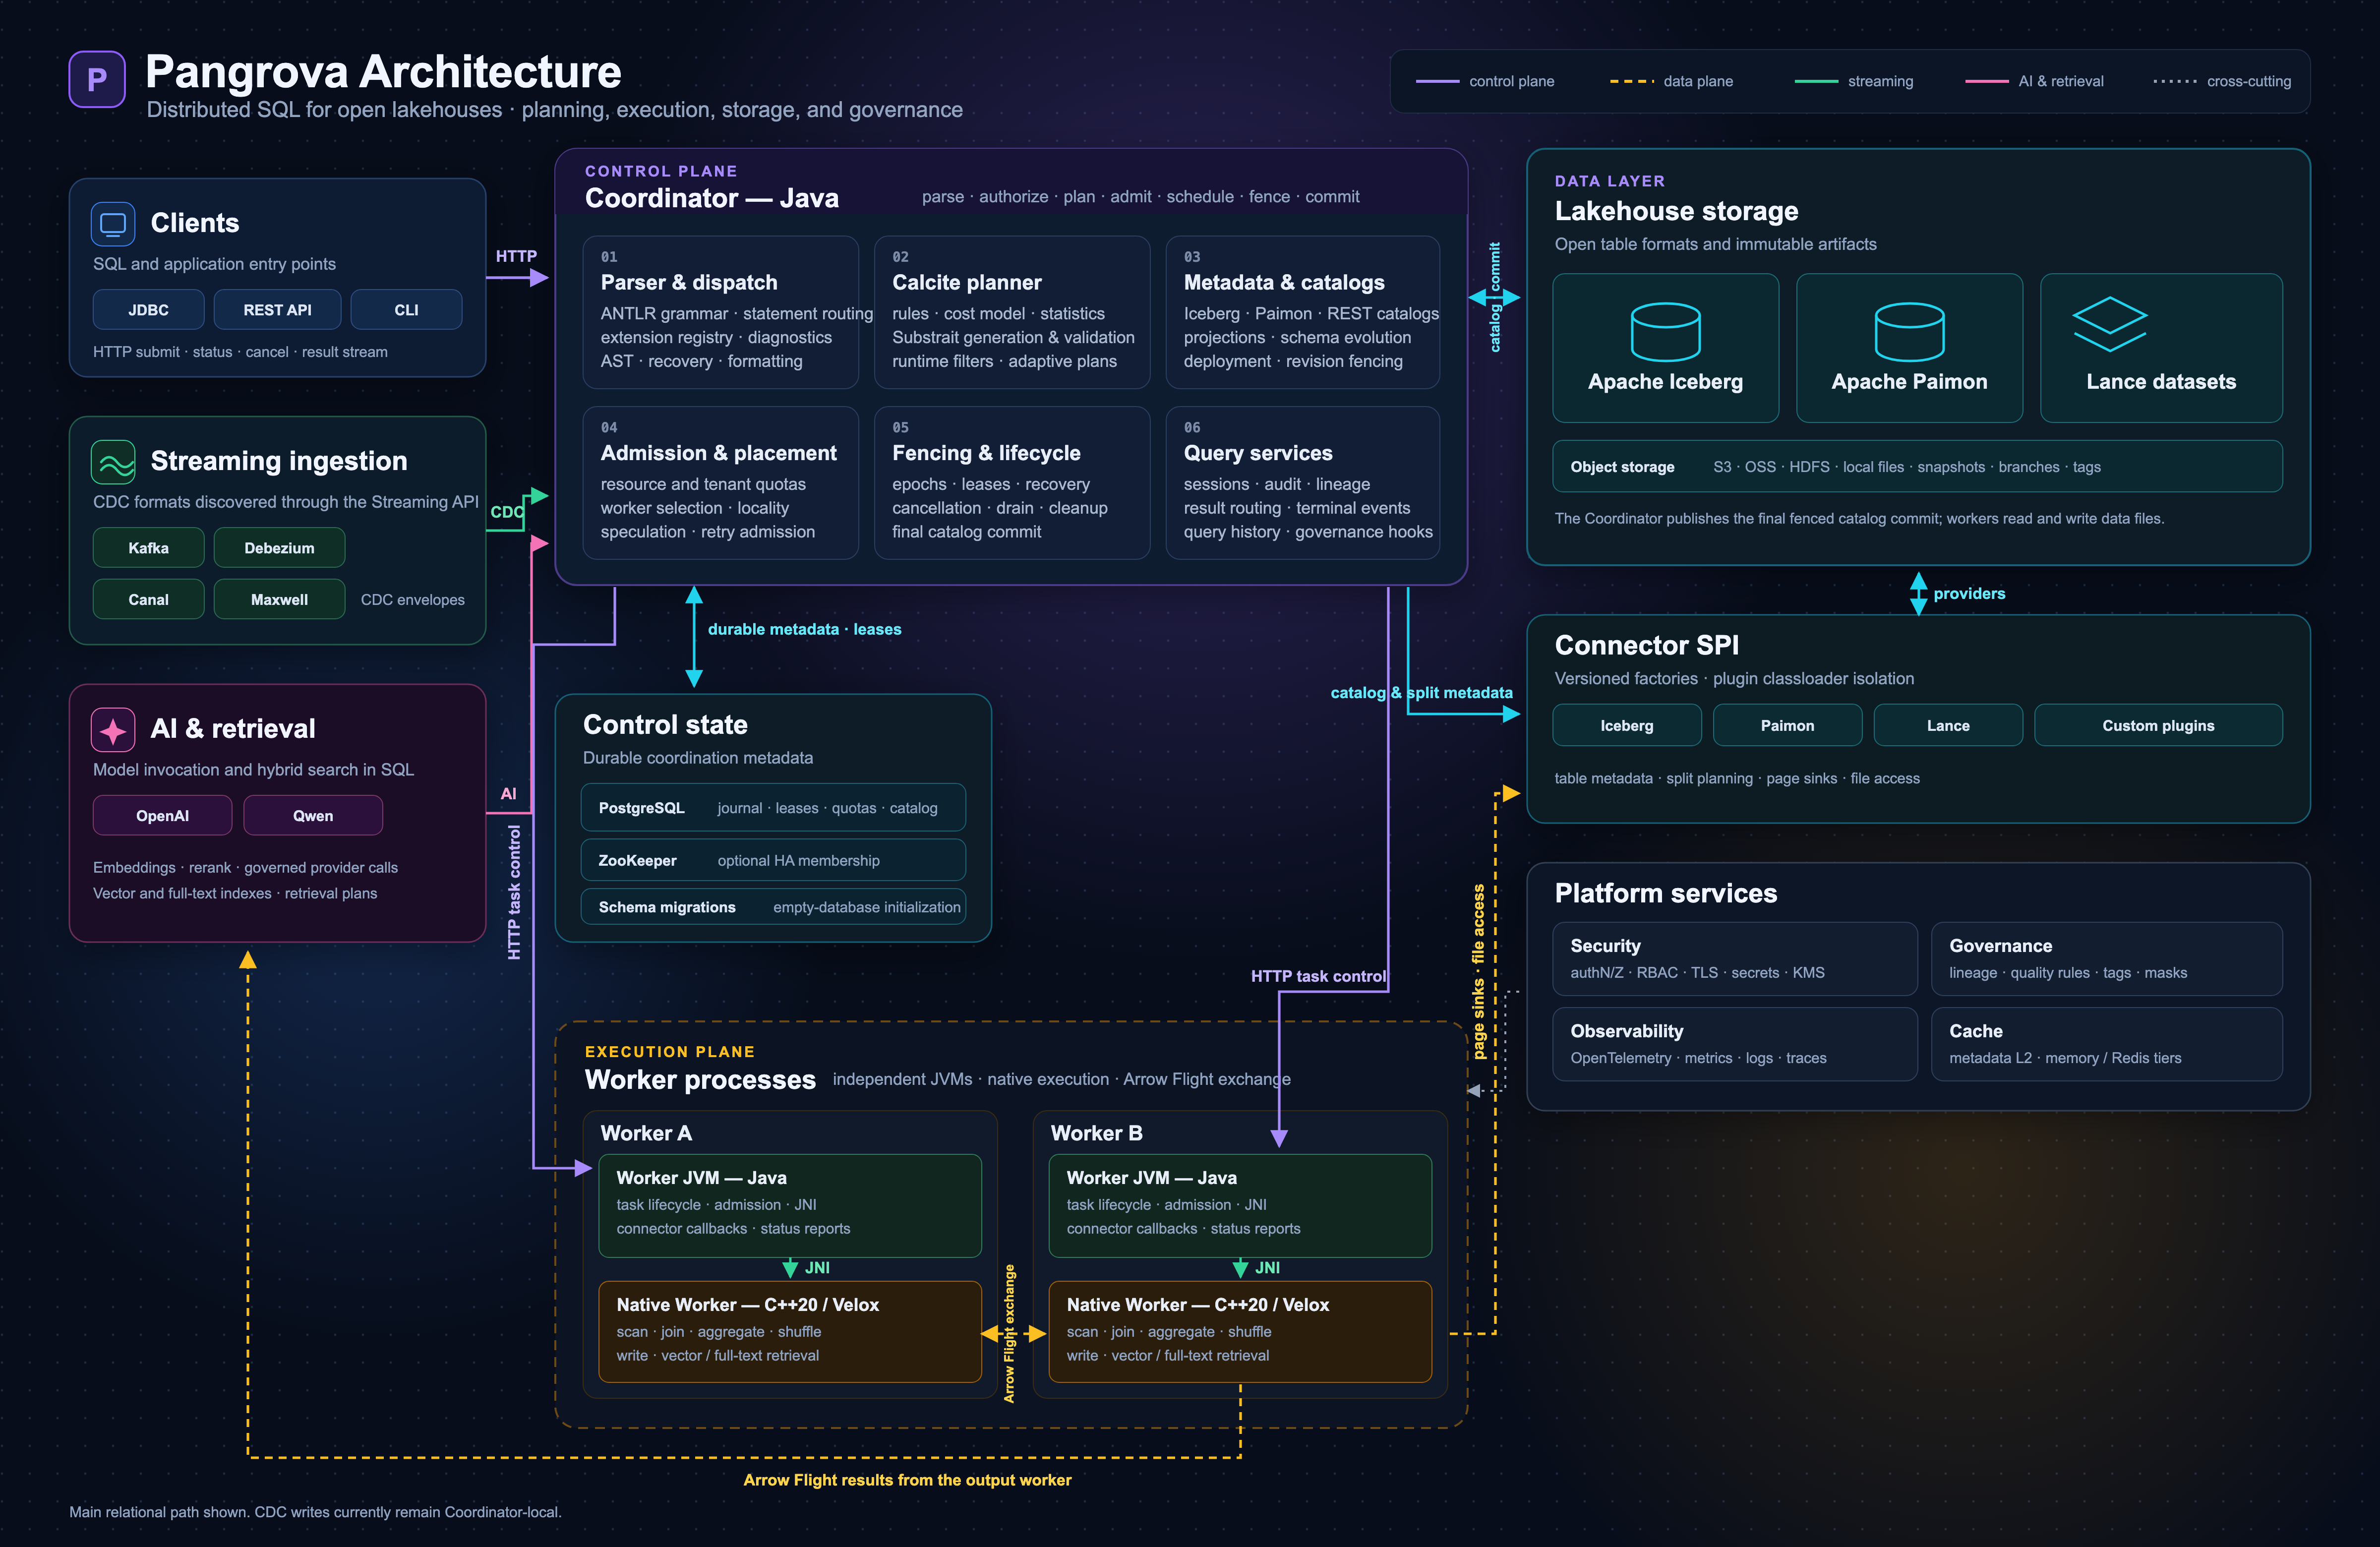 P
Pangrova Architecture
Distributed SQL for open lakehouses · planning, execution, storage, and governance
control plane
data plane
streaming
AI & retrieval
cross-cutting
Clients
SQL and application entry points
JDBC
REST API
CLI
HTTP submit · status · cancel · result stream
HTTP
Streaming ingestion
CDC formats discovered through the Streaming API
Kafka
Debezium
Canal
Maxwell
CDC envelopes
CDC
AI & retrieval
Model invocation and hybrid search in SQL
OpenAI
Qwen
Embeddings · rerank · governed provider calls
Vector and full-text indexes · retrieval plans
AI
HTTP task control
CONTROL PLANE
Coordinator — Java
parse · authorize · plan · admit · schedule · fence · commit
01
Parser & dispatch
ANTLR grammar · statement routing
extension registry · diagnostics
AST · recovery · formatting
02
Calcite planner
rules · cost model · statistics
Substrait generation & validation
runtime filters · adaptive plans
03
Metadata & catalogs
Iceberg · Paimon · REST catalogs
projections · schema evolution
deployment · revision fencing
04
Admission & placement
resource and tenant quotas
worker selection · locality
speculation · retry admission
05
Fencing & lifecycle
epochs · leases · recovery
cancellation · drain · cleanup
final catalog commit
06
Query services
sessions · audit · lineage
result routing · terminal events
query history · governance hooks
catalog · commit
durable metadata · leases
catalog & split metadata
Control state
Durable coordination metadata
PostgreSQL
journal · leases · quotas · catalog
ZooKeeper
optional HA membership
Schema migrations
empty-database initialization
HTTP task control
page sinks · file access
DATA LAYER
Lakehouse storage
Open table formats and immutable artifacts
Apache Iceberg
Apache Paimon
Lance datasets
Object storage
S3 · OSS · HDFS · local files · snapshots · branches · tags
The Coordinator publishes the final fenced catalog commit; workers read and write data files.
providers
Connector SPI
Versioned factories · plugin classloader isolation
Iceberg
Paimon
Lance
Custom plugins
table metadata · split planning · page sinks · file access
Platform services
Security
authN/Z · RBAC · TLS · secrets · KMS
Governance
lineage · quality rules · tags · masks
Observability
OpenTelemetry · metrics · logs · traces
Cache
metadata L2 · memory / Redis tiers
EXECUTION PLANE
Worker processes
independent JVMs · native execution · Arrow Flight exchange
Worker A
Worker JVM — Java
task lifecycle · admission · JNI
connector callbacks · status reports
JNI
Native Worker — C++20 / Velox
scan · join · aggregate · shuffle
write · vector / full-text retrieval
Arrow Flight exchange
Worker B
Worker JVM — Java
task lifecycle · admission · JNI
connector callbacks · status reports
JNI
Native Worker — C++20 / Velox
scan · join · aggregate · shuffle
write · vector / full-text retrieval
Arrow Flight results from the output worker
Main relational path shown. CDC writes currently remain Coordinator-local.